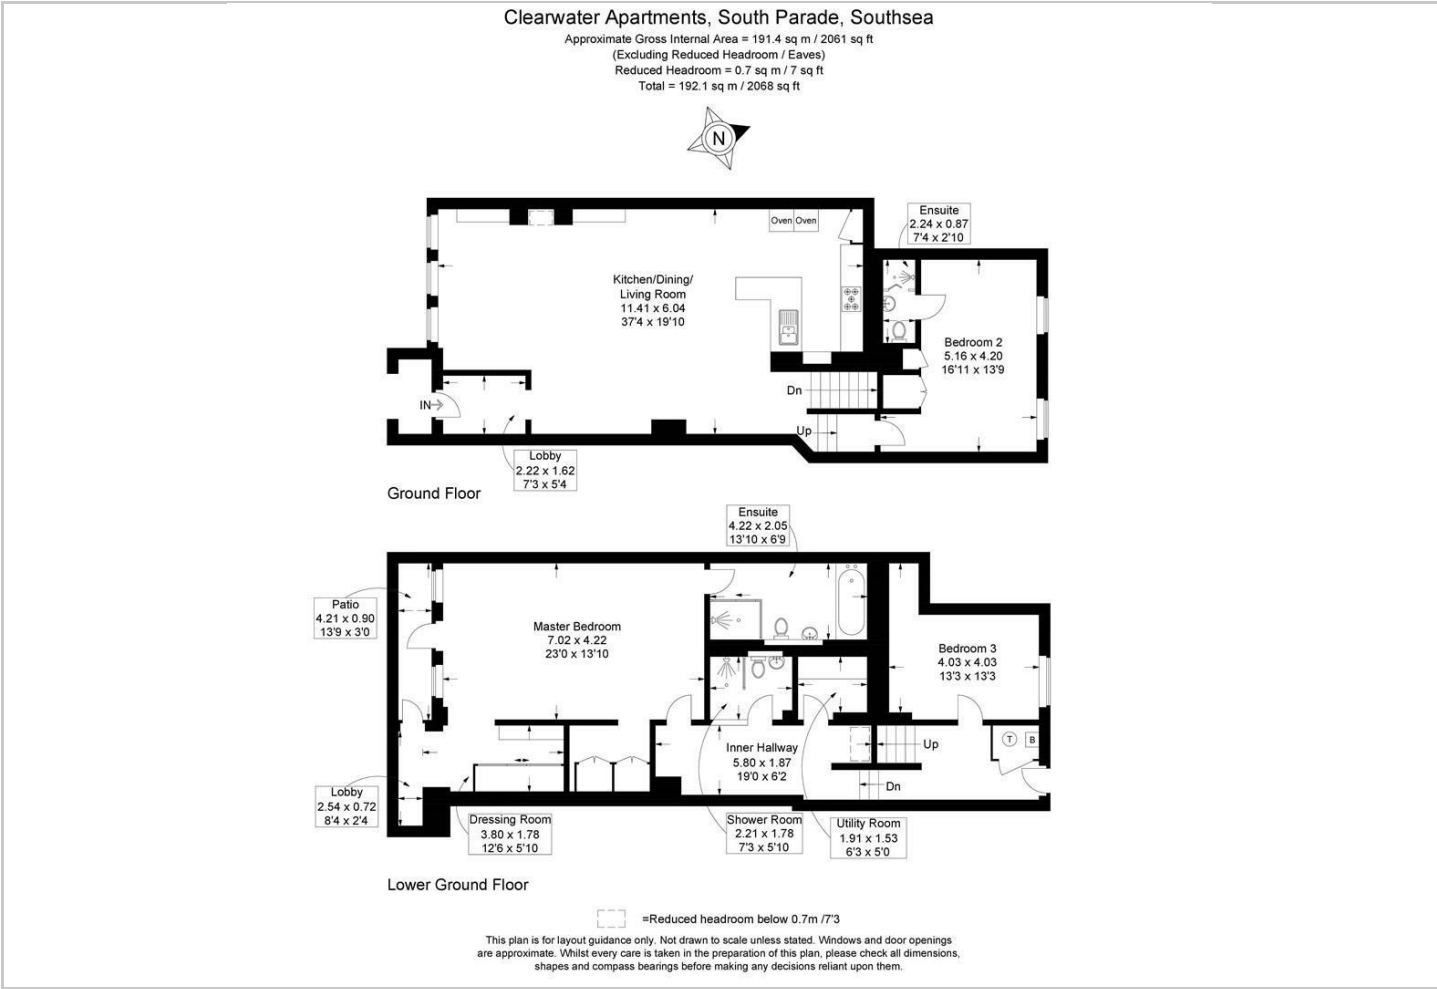 Clearwater Apartments, South Parade, Southsea
Approximate Gross Internal Area = 191.4 sq m / 2061 sq ft
(Excluding Reduced Headroom / Eaves)
Reduced Headroom = 0.7 sq m / 7 sq ft
Total = 192.1 sq m / 2068 sq ft
N
Ensuite
2.24 x 0.87
7'4 x 2'10
Oven Oven
Kitchen/Dining/
Living Room
11.41 x 6.04
37'4 x 19'10
Bedroom 2
5.16 x 4.20
16'11 x 13'9
Dn
IN
Up
Lobby
2.22 x 1.62
7'3 x 5'4
Ground Floor
Ensuite
4.22 x 2.05
13'10 x 6'9
Patio
4.21 x 0.90
13'9 x 3'0
Master Bedroom
7.02 x 4.22
23'0 x 13'10
Bedroom 3
4.03 x 4.03
13'3 x 13'3
Inner Hallway
5.80 x 1.87
19'0 x 6'2
Up
T
B
Dn
Lobby
2.54 x 0.72
8'4 x 2'4
Dressing Room
3.80 x 1.78
12'6 x 5'10
Shower Room
2.21 x 1.78
7'3 x 5'10
Utility Room
1.91 x 1.53
6'3 x 5'0
Lower Ground Floor
=Reduced headroom below 0.7m /7'3
This plan is for layout guidance only. Not drawn to scale unless stated. Windows and door openings
are approximate. Whilst every care is taken in the preparation of this plan, please check all dimensions,
shapes and compass bearings before making any decisions reliant upon them.